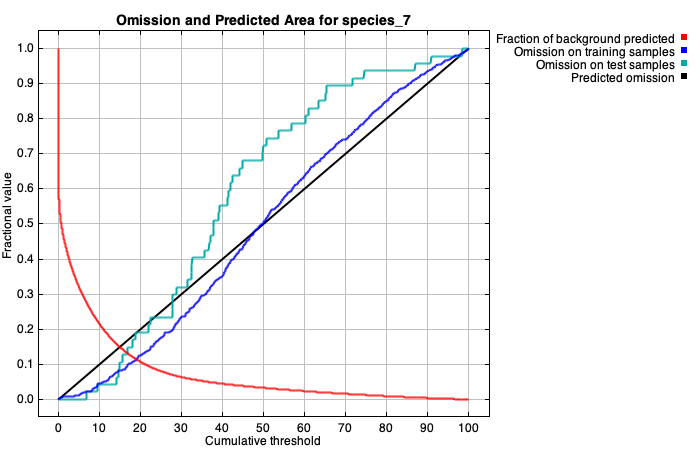 Omission and Predicted Area for species_7
Fraction of background predicted
Omission on training samples
Omission on test samples
Predicted omission
Fractional value
1.0
0.9
0.8
0.7
0.6
0.5
0.4
0.3
0.2
0.1
0.0
0 10 20 30 40 50 60 70 80 90 100
Cumulative threshold